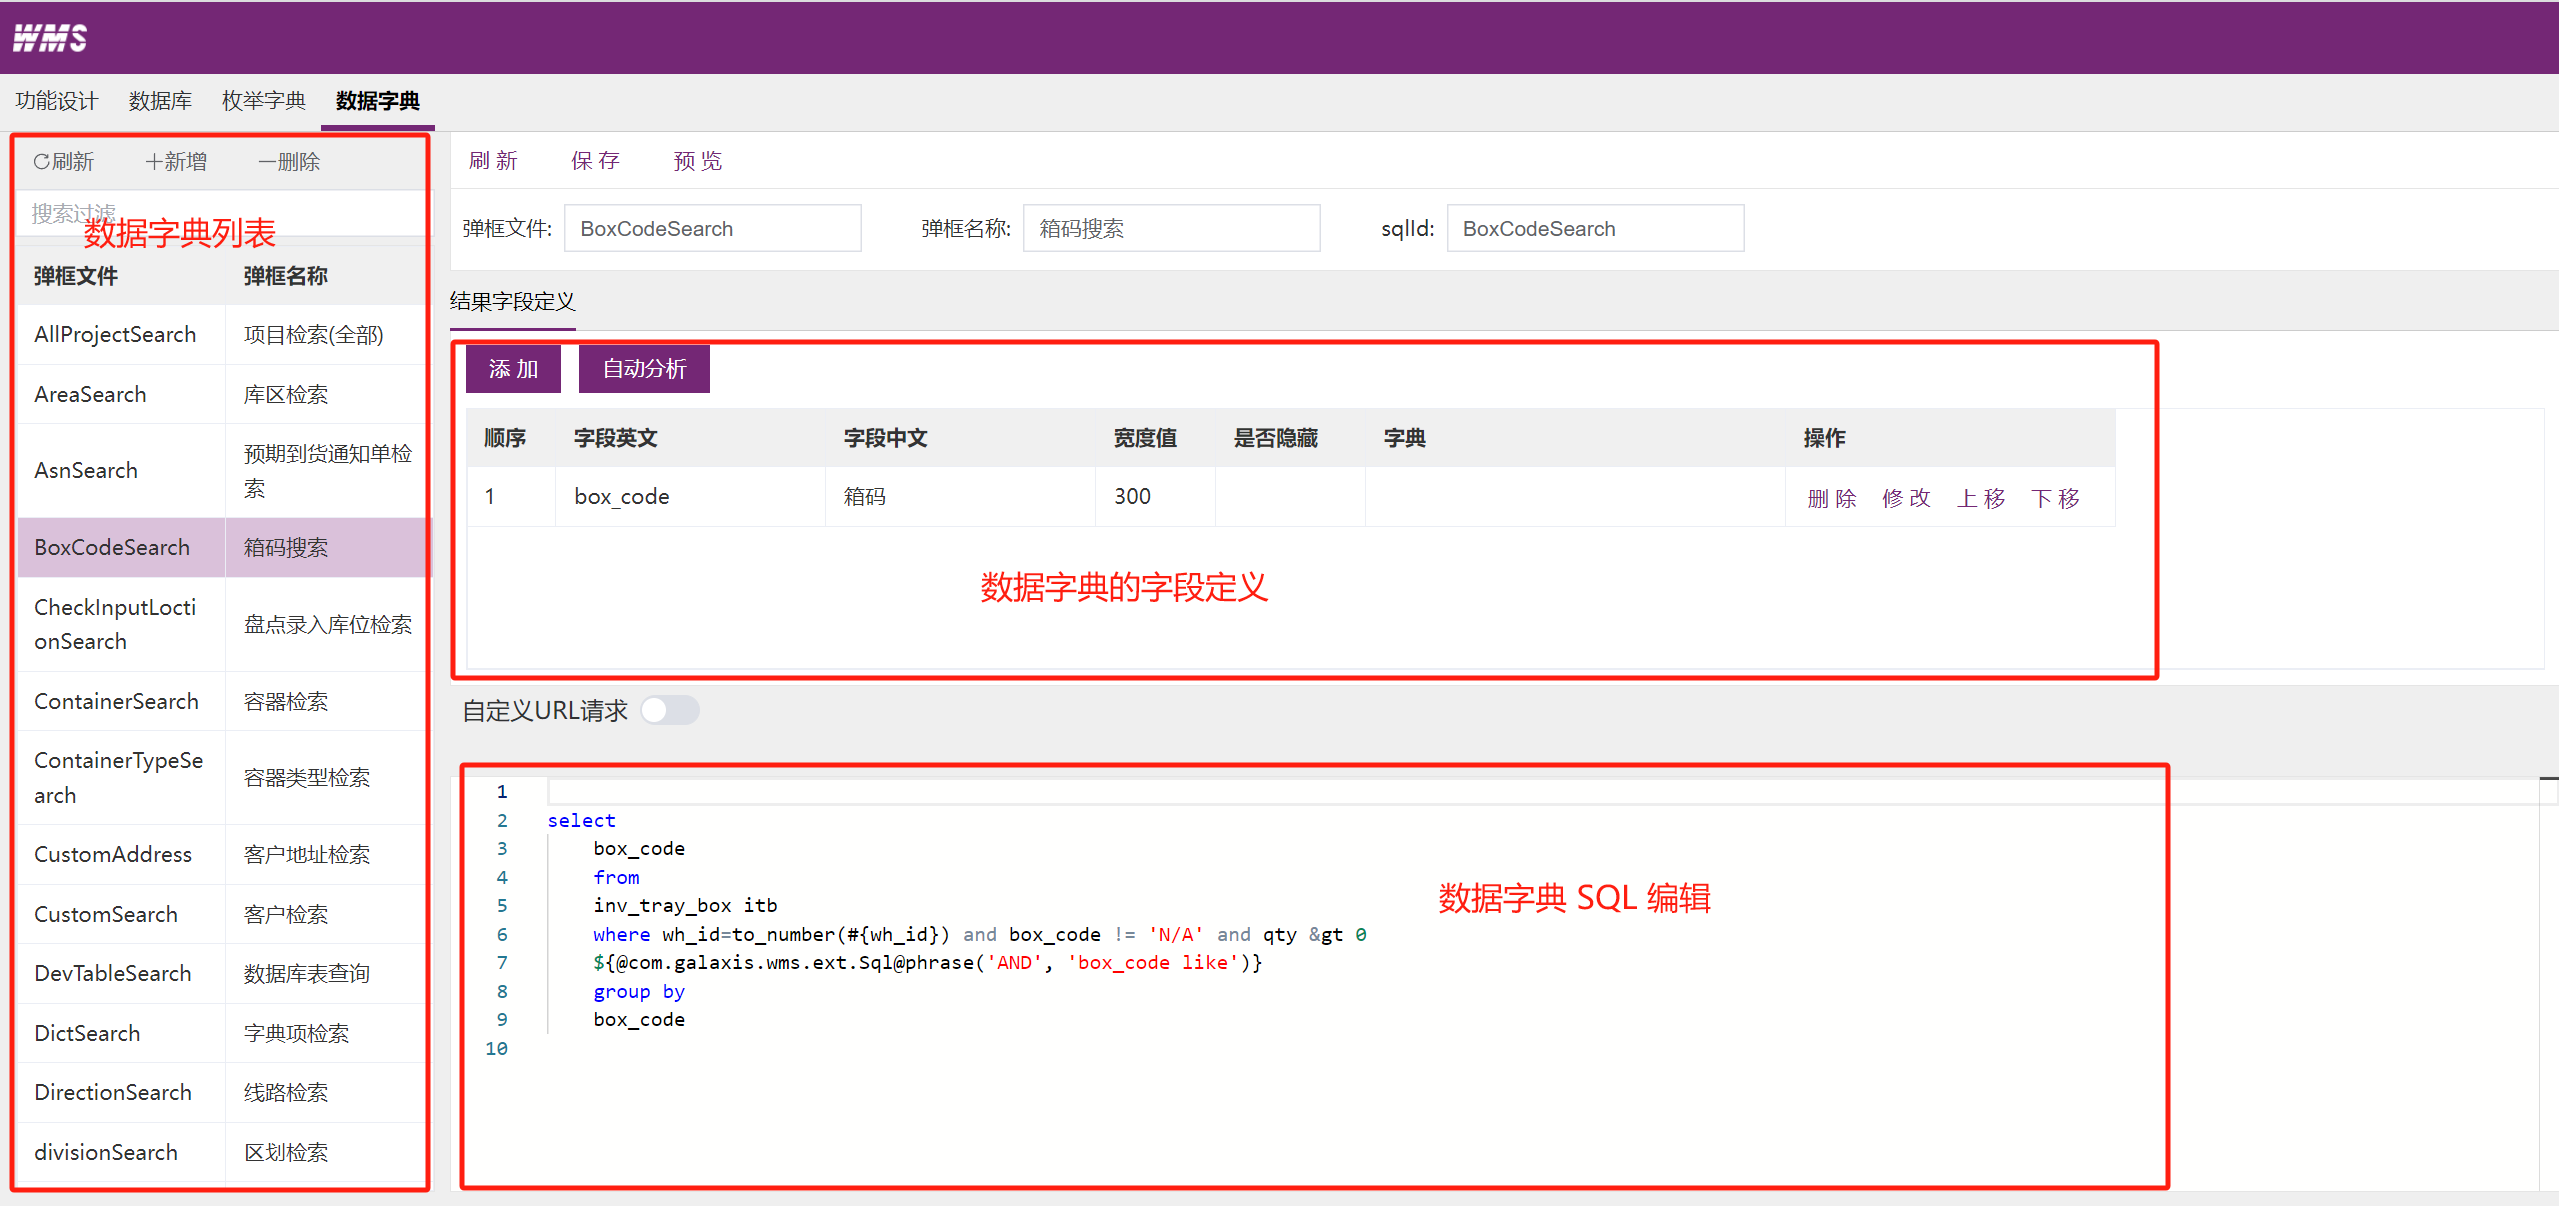 WMS
功能设计 数据库 枚举字典 数据字典
刷新 新增 删除
搜索过滤
数据字典列表
弹框文件 弹框名称
AllProjectSearch 项目检索(全部)
AreaSearch 库区检索
AsnSearch 预期到货通知单检
索
BoxCodeSearch 箱码搜索
CheckInputLocti
onSearch 盘点录入库位检索
ContainerSearch 容器检索
ContainerTypeSe
arch 容器类型检索
CustomAddress 客户地址检索
CustomSearch 客户检索
DevTableSearch 数据库表查询
DictSearch 字典项检索
DirectionSearch 线路检索
divisionSearch 区划检索
刷 新 保 存 预 览
弹框文件: BoxCodeSearch 弹框名称: 箱码搜索 sqlId: BoxCodeSearch
结果字段定义
添 加 自动分析
顺序 字段英文 字段中文 宽度值 是否隐藏 字典 操作
1 box_code 箱码 300 删 除 修 改 上 移 下 移
数据字典的字段定义
自定义URL请求
1
2 select
3 box_code
4 from
5 inv_tray_box itb
6 where wh_id=to_number(#{wh_id}) and box_code != 'N/A' and qty &gt 0
7 ${@com.galaxis.wms.ext.Sql@phrase('AND', 'box_code like')}
8 group by
9 box_code
10
数据字典 SQL 编辑